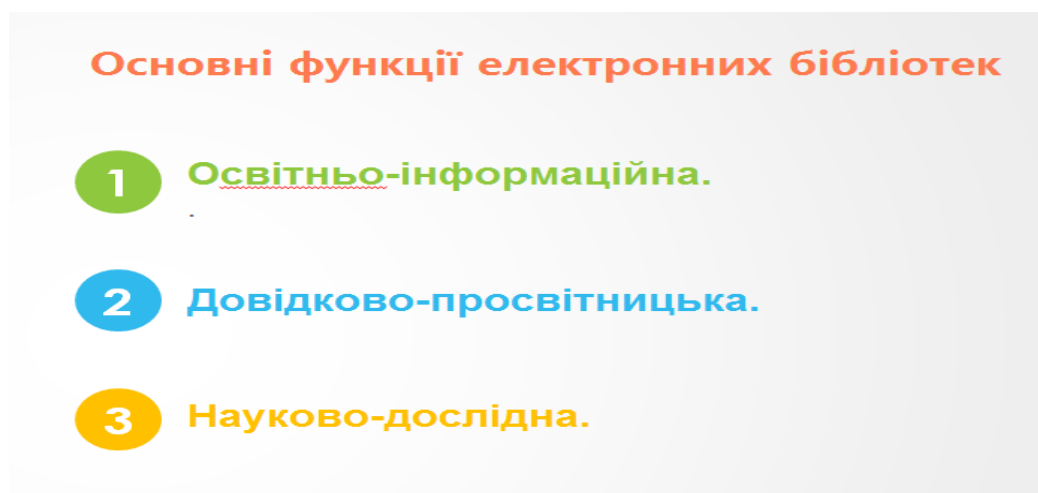 Основні функції електронних бібліотек
1 Освітньо-інформаційна.
.
2 Довідково-просвітницька.
3 Науково-дослідна.